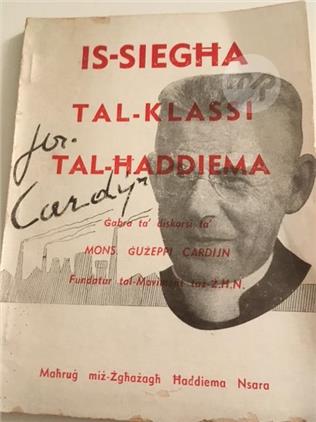 IS-SIEGĦA
TAL-KLASSI
TAL-ĦADDIEMA
Jos.
Cardijn
Ġabra ta' diskorsi ta'
MONS. ĠUŻEPPI CARDIJN
Fundatur tal-Moviment taż-Ż.Ħ.N.
Maħruġ miż-Żgħażagħ Ħaddiema Nsara